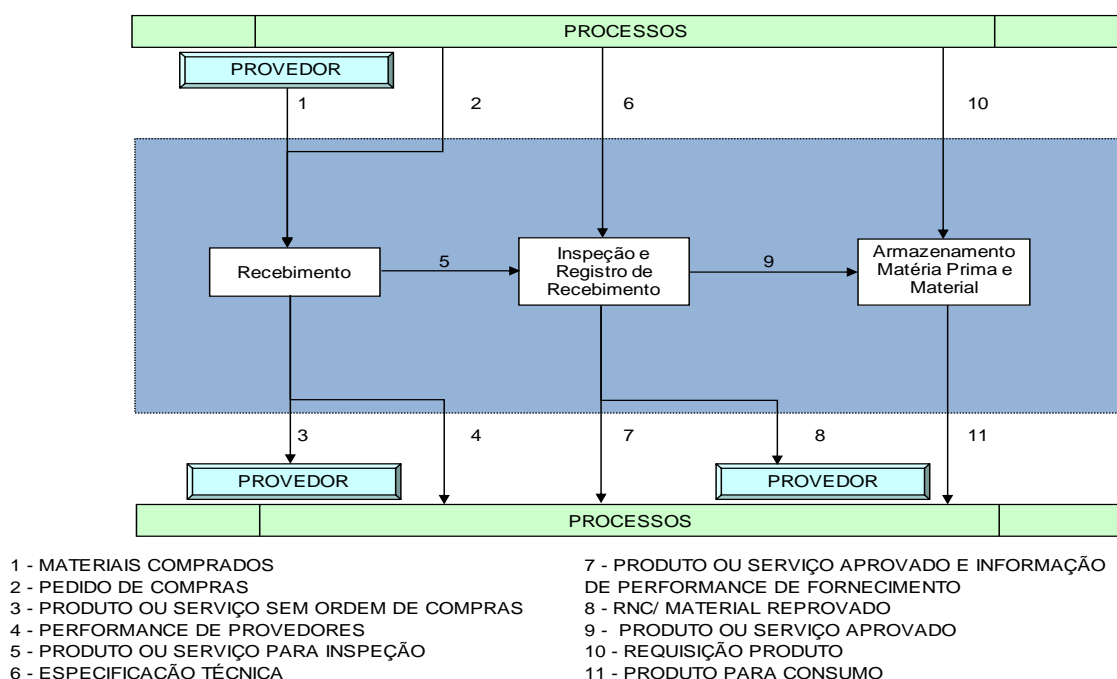 PROCESSOS
PROVEDOR
1
2
6
10
Recebimento
5
Inspeção e
Registro de
Recebimento
9
Armazenamento
Matéria Prima e
Material
3
4
7
8
11
PROVEDOR
PROVEDOR
PROCESSOS
1 - MATERIAIS COMPRADOS
2 - PEDIDO DE COMPRAS
3 - PRODUTO OU SERVIÇO SEM ORDEM DE COMPRAS
4 - PERFORMANCE DE PROVEDORES
5 - PRODUTO OU SERVIÇO PARA INSPEÇÃO
6 - ESPECIFICAÇÃO TÉCNICA
7 - PRODUTO OU SERVIÇO APROVADO E INFORMAÇÃO
DE PERFORMANCE DE FORNECIMENTO
8 - RNC/ MATERIAL REPROVADO
9 - PRODUTO OU SERVIÇO APROVADO
10 - REQUISIÇÃO PRODUTO
11 - PRODUTO PARA CONSUMO